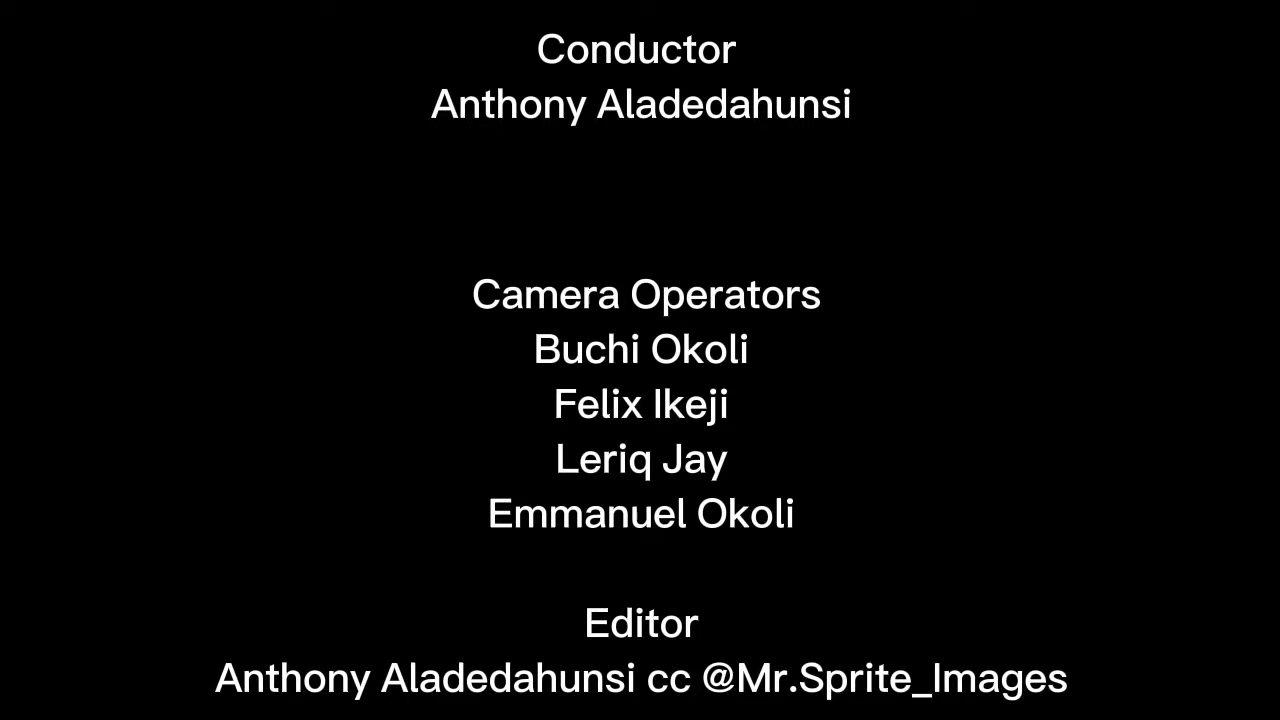 Conductor
Anthony Aladedahunsi
Camera Operators
Buchi Okoli
Felix Ikeji
Leriq Jay
Emmanuel Okoli
Editor
Anthony Aladedahunsi cc @Mr.Sprite_Images